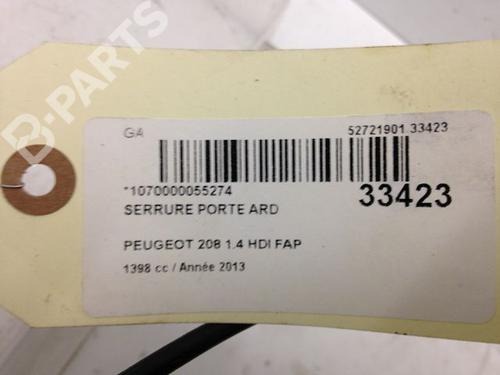 B-PARTS
GA
52721901.33423
*1070000055274
33423
SERRURE PORTE ARD
PEUGEOT 208 1.4 HDI FAP
1398 cc / Année 2013